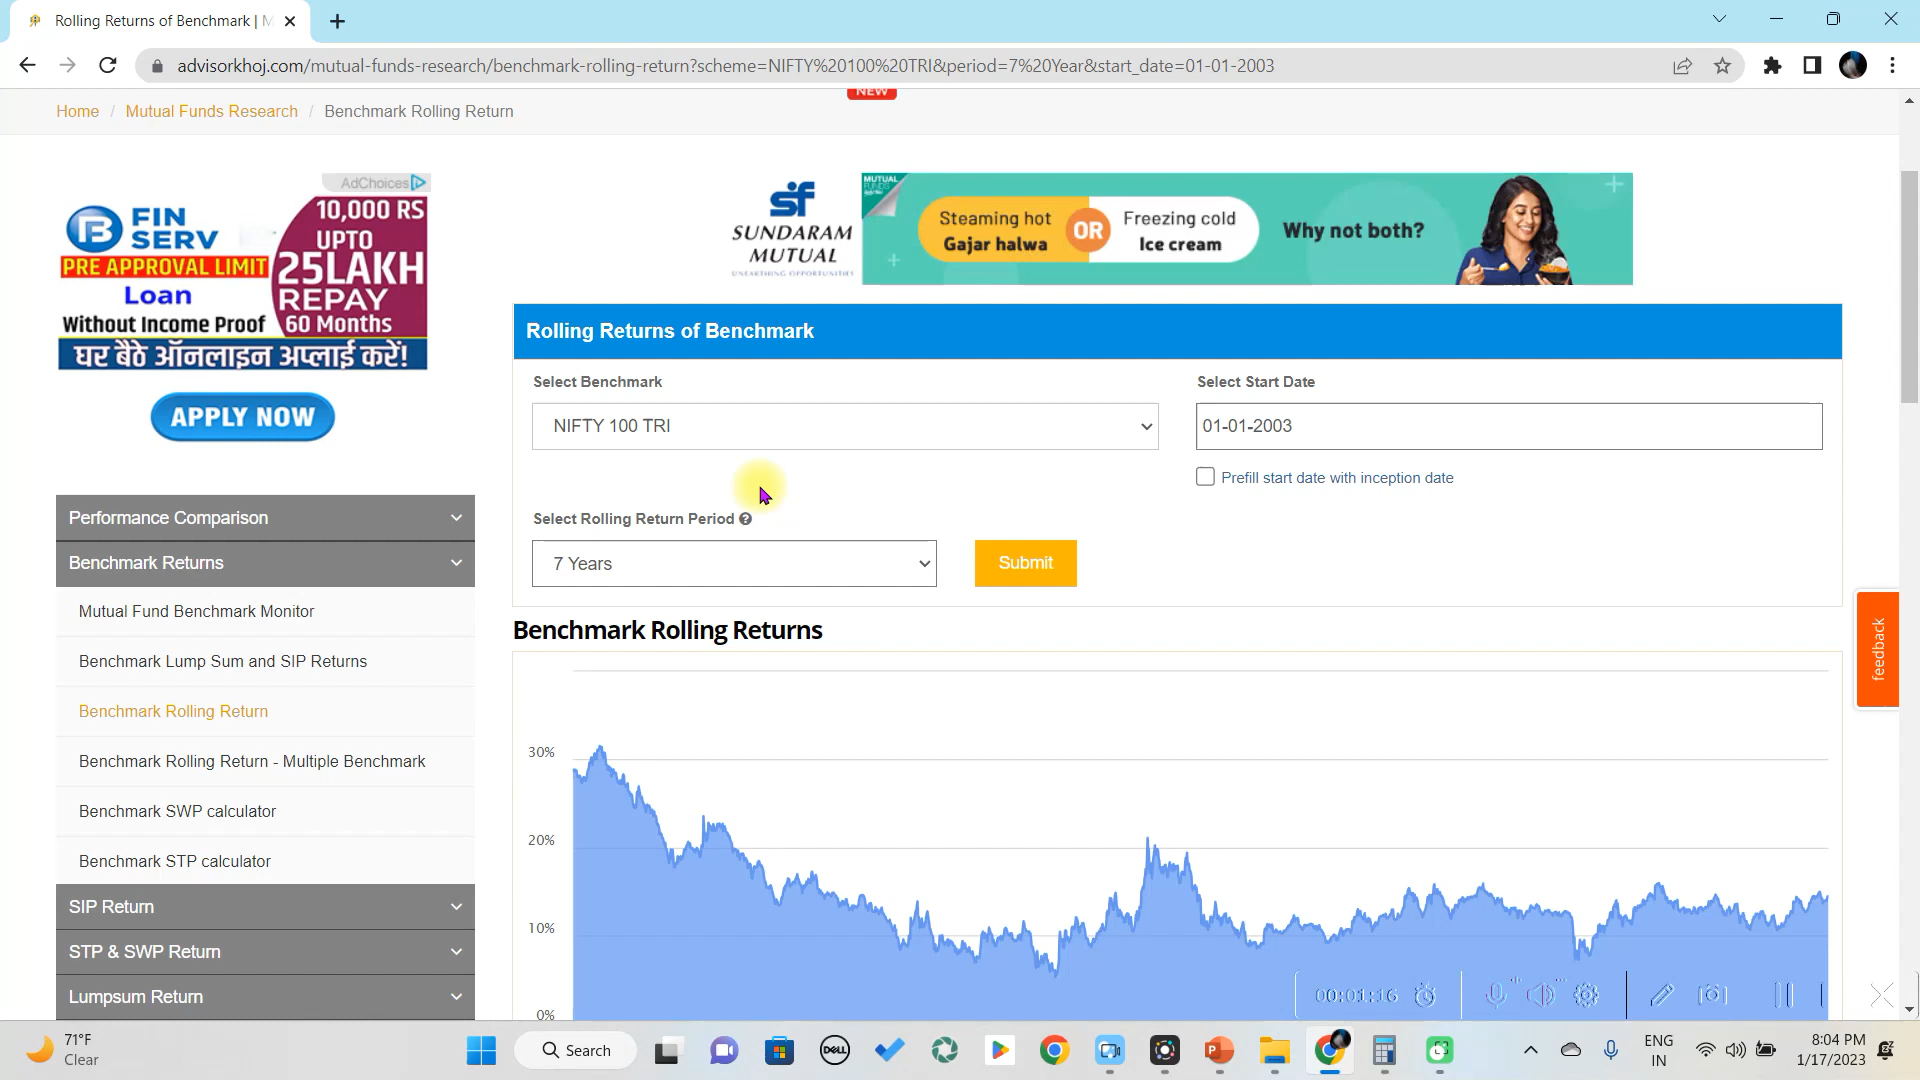 Rolling Returns of Benchmark | M
advisorkhoj.com/mutual-funds-research/benchmark-rolling-return?scheme=NIFTY%20100%20TRI&period=7%20Year&start_date=01-01-2003
NEW
Home / Mutual Funds Research / Benchmark Rolling Return
AdChoices
B FIN SERV
10,000 RS
UPTO
25LAKH
PRE APPROVAL LIMIT
Loan
REPAY
Without Income Proof 60 Months
घर बैठे ऑनलाइन अप्लाई करें!
APPLY NOW
sf
SUNDARAM
MUTUAL
UNEARTHING OPPORTUNITIES
MUTUAL
FUNDS
Steaming hot
Gajar halwa
OR
Freezing cold
Ice cream
Why not both?
Rolling Returns of Benchmark
Select Benchmark
NIFTY 100 TRI
Select Start Date
01-01-2003
Prefill start date with inception date
Select Rolling Return Period ?
7 Years
Submit
Performance Comparison
Benchmark Returns
Mutual Fund Benchmark Monitor
Benchmark Lump Sum and SIP Returns
Benchmark Rolling Return
Benchmark Rolling Return - Multiple Benchmark
Benchmark SWP calculator
Benchmark STP calculator
SIP Return
STP & SWP Return
Lumpsum Return
Benchmark Rolling Returns
30%
20%
10%
0%
feedback
00:01:16
71°F
Clear
Search
DELL
ENG
IN
8:04 PM
1/17/2023